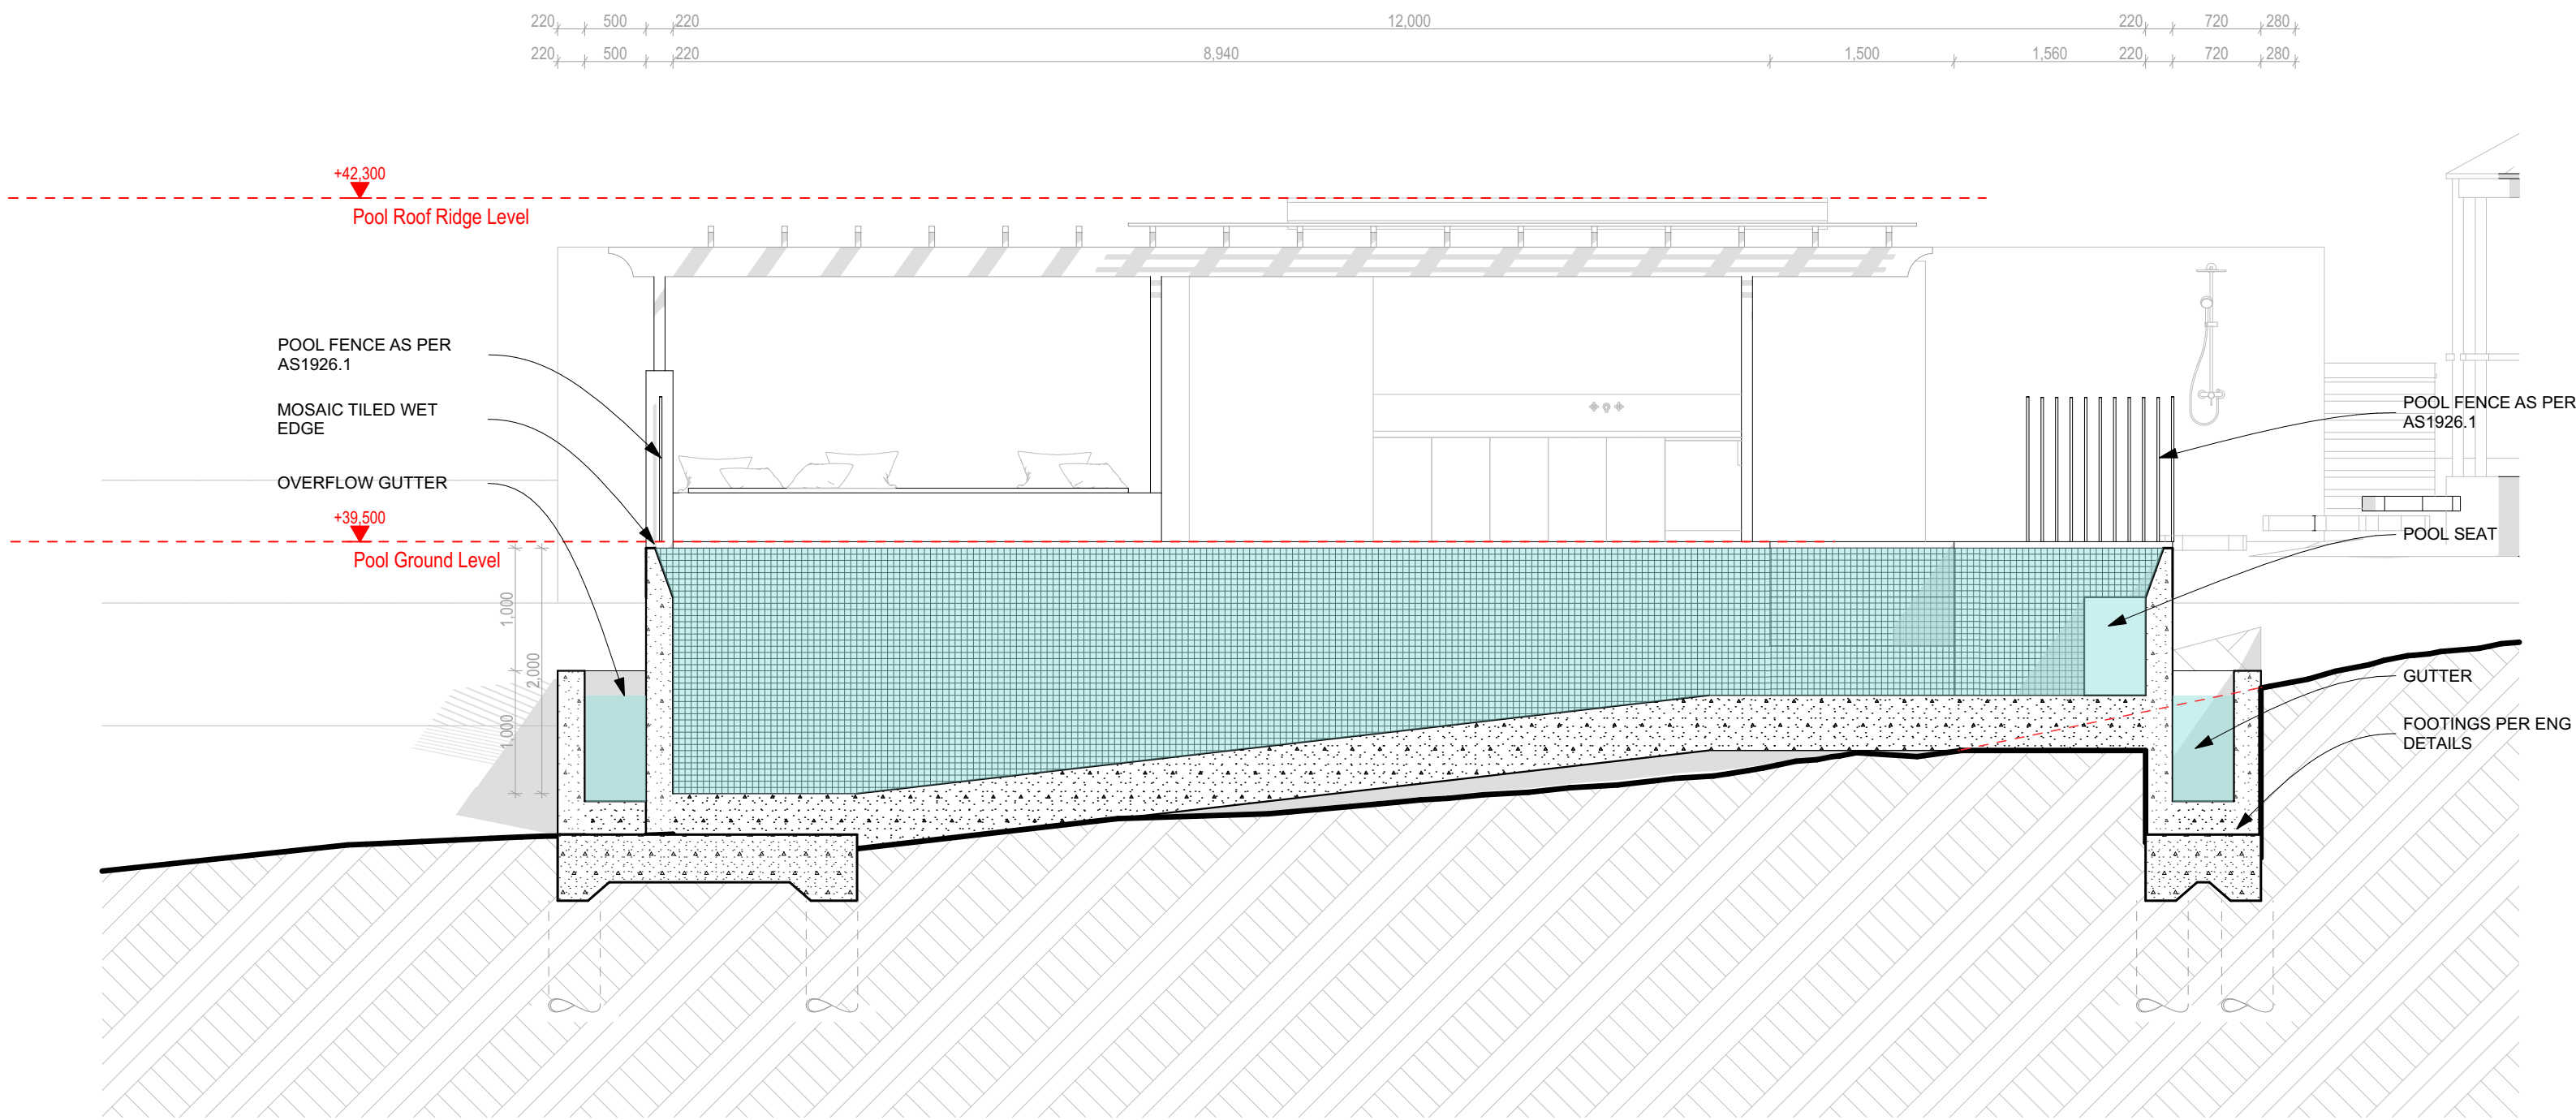 220 500 220 12,000 220 720 280
220 500 220 8,940 1,500 1,560 220 720 280
+42,300
Pool Roof Ridge Level
POOL FENCE AS PER
AS1926.1
MOSAIC TILED WET
EDGE
OVERFLOW GUTTER
+39,500
Pool Ground Level
1,000
2,000
1,000
POOL FENCE AS PER
AS1926.1
POOL SEAT
GUTTER
FOOTINGS PER ENG
DETAILS